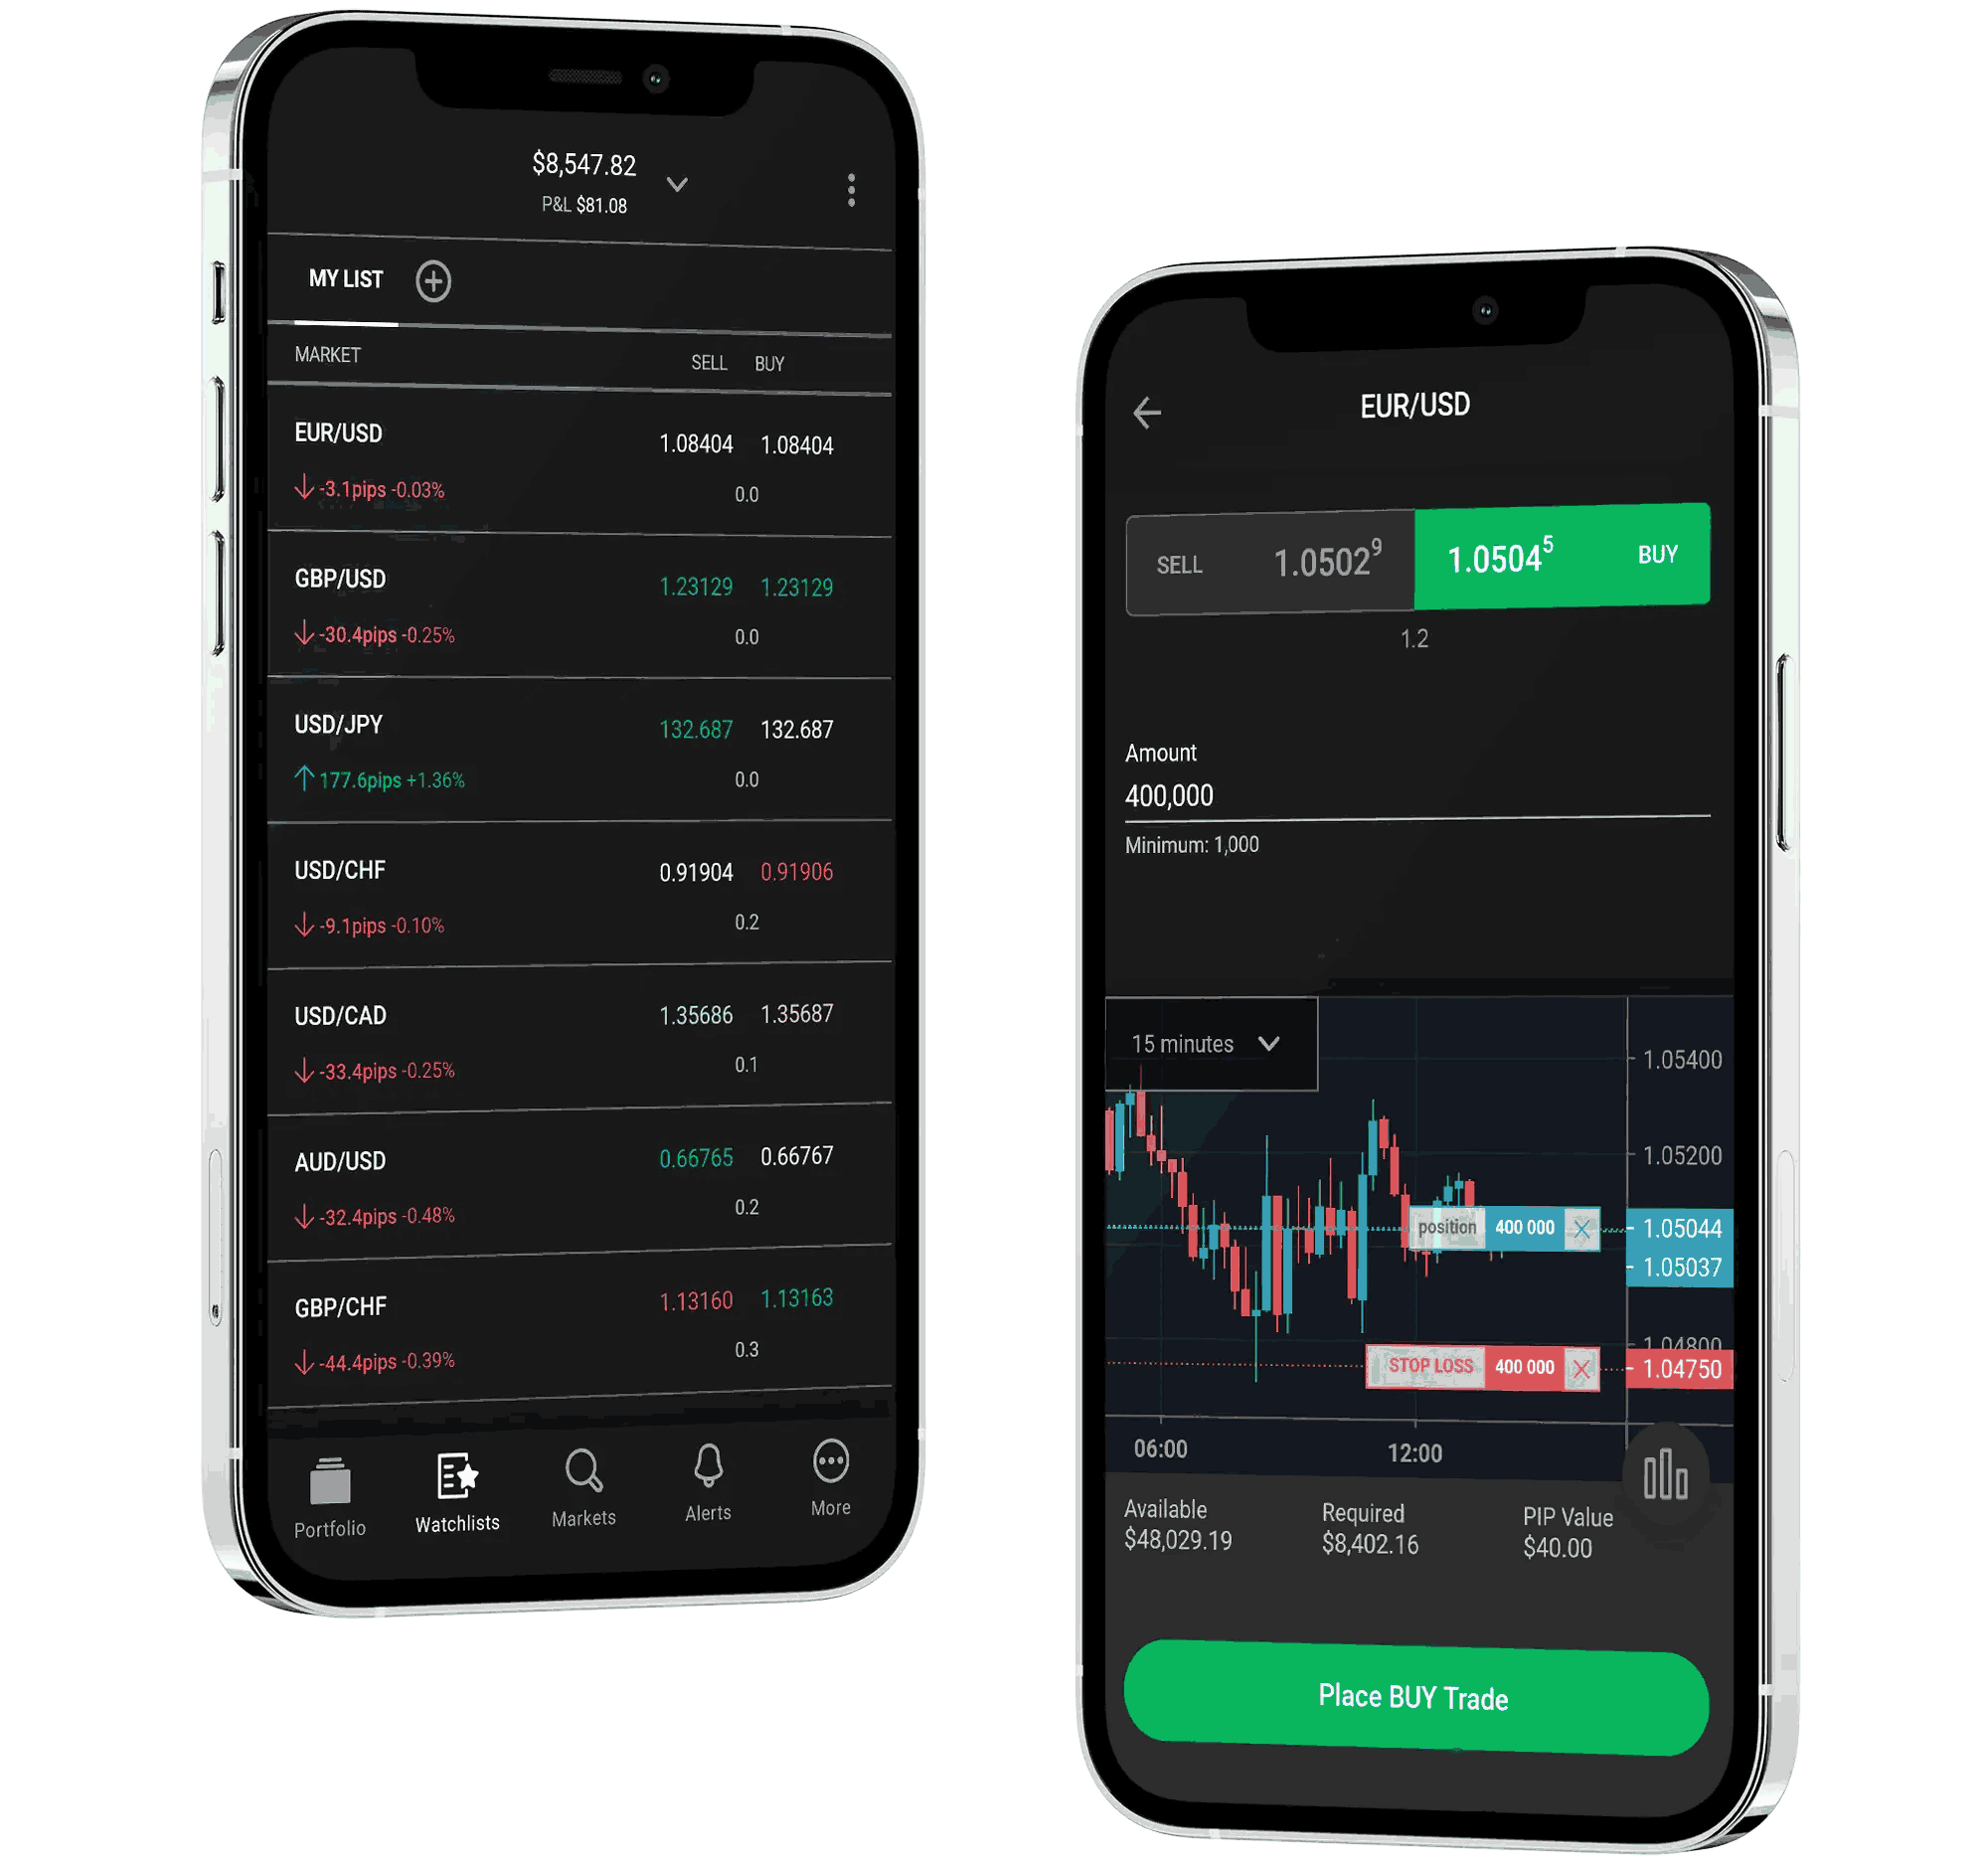 $8,547.82
P&L $81.08
MY LIST
MARKET SELL BUY
EUR/USD 1.08404 1.08404
-3.1pips -0.03% 0.0
GBP/USD 1.23129 1.23129
-30.4pips -0.25% 0.0
USD/JPY 132.687 132.687
177.6pips +1.36% 0.0
USD/CHF 0.91904 0.91906
-9.1pips -0.10% 0.2
USD/CAD 1.35686 1.35687
-33.4pips -0.25% 0.1
AUD/USD 0.66765 0.66767
-32.4pips -0.48% 0.2
GBP/CHF 1.13160 1.13163
-44.4pips -0.39% 0.3
Portfolio Watchlists Markets Alerts More
EUR/USD
SELL 1.05029 1.05045 BUY
1.2
Amount
400,000
Minimum: 1,000
15 minutes
1.05400
1.05200
position 400 000 1.05044
1.05037
1.04800
STOP LOSS 400 000 1.04750
06:00 12:00
Available Required PIP Value
$48,029.19 $8,402.16 $40.00
Place BUY Trade